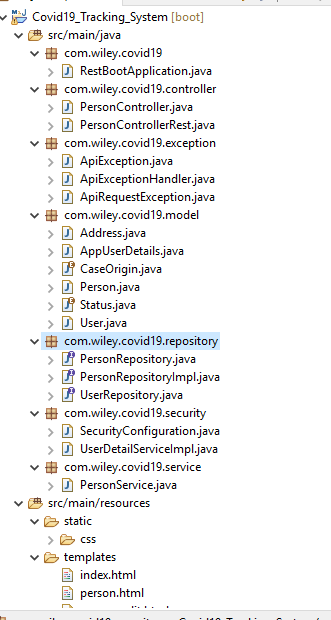 Covid19_Tracking_System [boot]
src/main/java
com.wiley.covid19
RestBootApplication.java
com.wiley.covid19.controller
PersonController.java
PersonControllerRest.java
com.wiley.covid19.exception
ApiException.java
ApiExceptionHandler.java
ApiRequestException.java
com.wiley.covid19.model
Address.java
AppUserDetails.java
CaseOrigin.java
Person.java
Status.java
User.java
com.wiley.covid19.repository
PersonRepository.java
PersonRepositoryImpl.java
UserRepository.java
com.wiley.covid19.security
SecurityConfiguration.java
UserDetailServiceImpl.java
com.wiley.covid19.service
PersonService.java
src/main/resources
static
css
templates
index.html
person.html